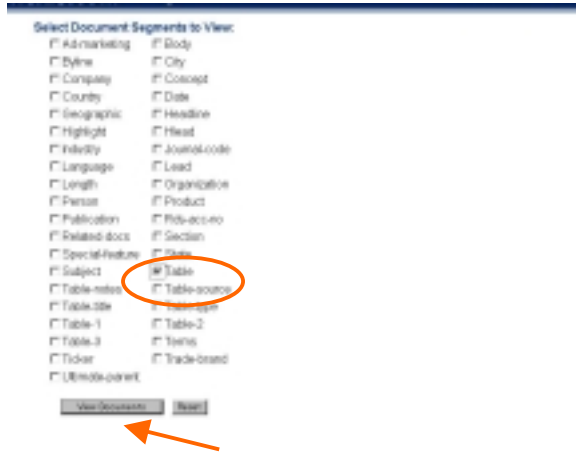 Select Document Segments to View:
Ad-marketing Body
Byline City
Company Concept
Country Date
Geographic Headline
Highlight Hlead
Industry Journal-code
Language Lead
Length Organization
Person Product
Publication Rds-acc-no
Related-docs Section
Special-feature State
Subject Table
Table-notes Table-source
Table-title Table-type
Table-1 Table-2
Table-3 Terms
Ticker Trade-brand
Ultimate-parent
View Documents Reset